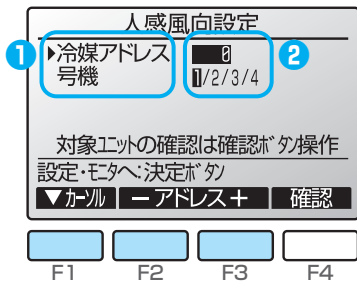 人感風向設定
① ▶冷媒アドレス 0 ②
号機 1/2/3/4
対象ユニットの確認は確認ボタン操作
設定・モニタへ:決定ボタン
▼カーソル － アドレス＋ 確認
F1 F2 F3 F4